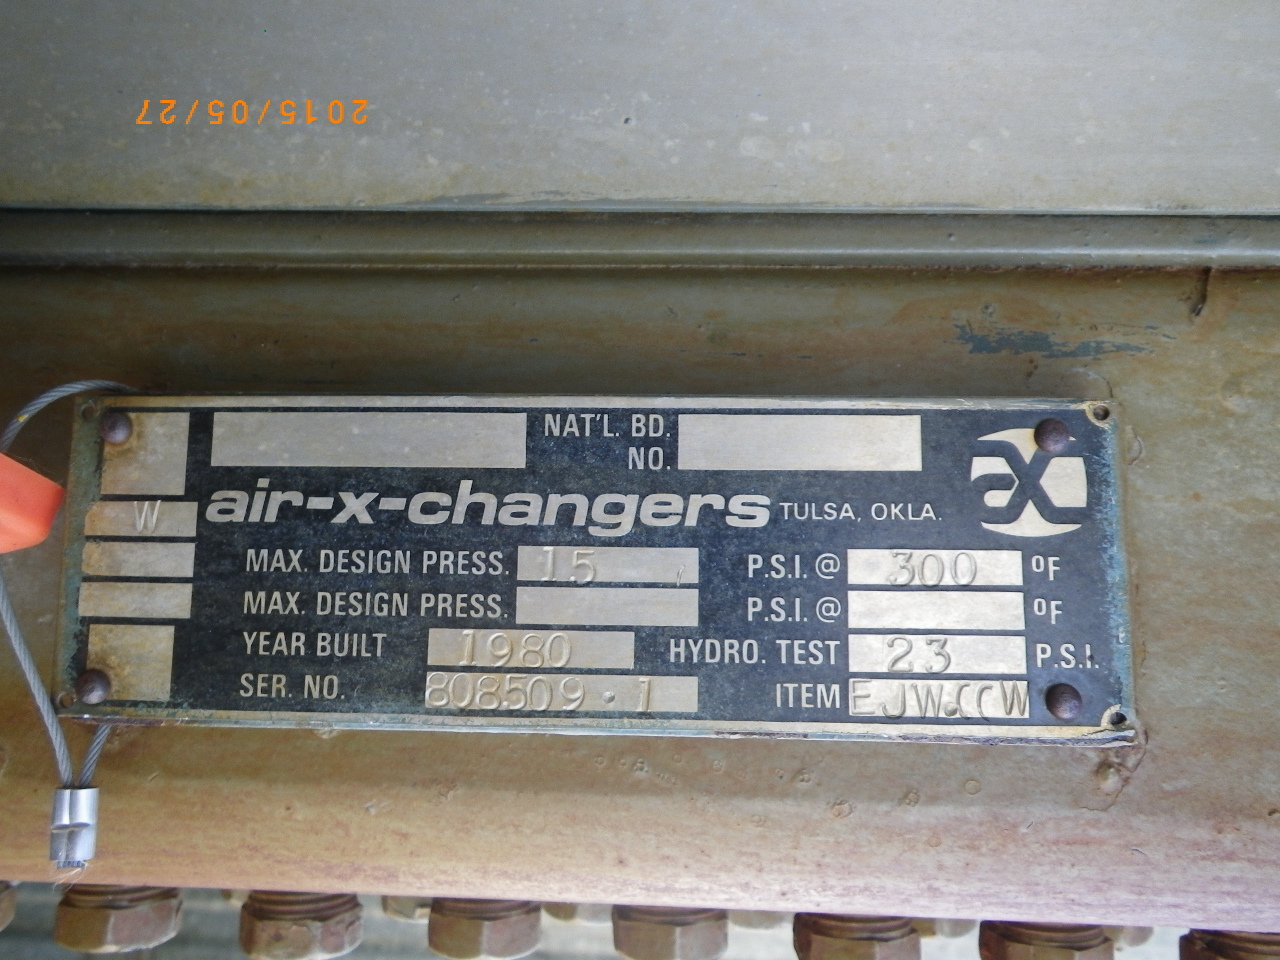 2015/05/27
NAT'L. BD.
NO.
W
air-x-changers TULSA, OKLA.
aX
MAX. DESIGN PRESS. 15 P.S.I. @ 300 °F
MAX. DESIGN PRESS. P.S.I. @ °F
YEAR BUILT 1980 HYDRO. TEST 23 P.S.I.
SER. NO. 808509·1 ITEM EJW.CCW